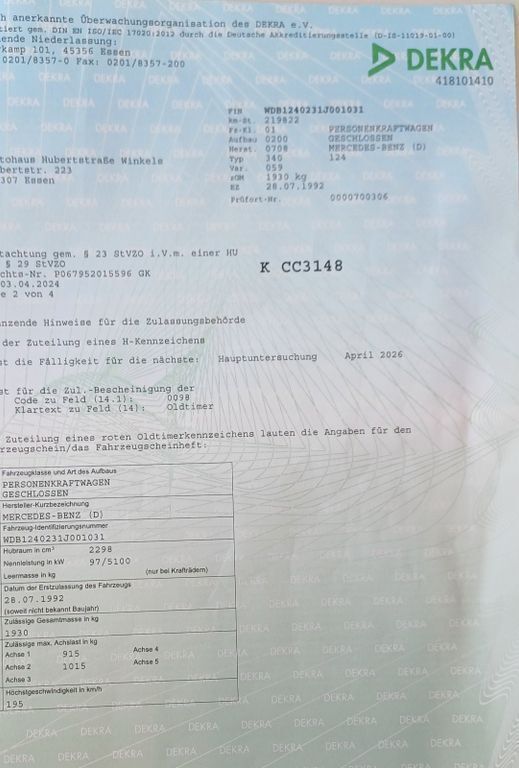 h anerkannte Überwachungsorganisation des DEKRA e.V.
tiert gem. DIN EN ISO/IEC 17020:2012 durch die Deutsche Akkreditierungsstelle (D-IS-11019-01-00)
ende Niederlassung:
rkamp 101, 45356 Essen
0201/8357-0 Fax: 0201/8357-200
DEKRA
418101410
FIN WDB1240231J001031
km-St. 219822
Fz-Kl. 01 PERSONENKRAFTWAGEN
Aufbau 0200 GESCHLOSSEN
Herst. 0708 MERCEDES-BENZ (D)
Typ 340 124
Var. 059
zGM 1930 kg
EZ 28.07.1992
Prüfort-Nr. 0000700306
utohaus Hubertstraße Winkels
bertstr. 223
307 Essen
tachtung gem. § 23 StVZO i.V.m. einer HU
§ 29 StVZO
chts-Nr. P067952015596 GK
03.04.2024
e 2 von 4
K CC3148
nzende Hinweise für die Zulassungsbehörde
der Zuteilung eines H-Kennzeichens
st die Fälligkeit für die nächste: Hauptuntersuchung April 2026
st für die Zul.-Bescheinigung der
Code zu Feld (14.1): 0098
Klartext zu Feld (14): Oldtimer
Zuteilung eines roten Oldtimerkennzeichens lauten die Angaben für den
rzeugschein/das Fahrzeugscheinheft:
Fahrzeugklasse und Art des Aufbaus
PERSONENKRAFTWAGEN
GESCHLOSSEN
Hersteller-Kurzbezeichnung
MERCEDES-BENZ (D)
Fahrzeug-Identifizierungsnummer
WDB1240231J001031
Hubraum in cm³ 2298
Nennleistung in kW 97/5100
Leermasse in kg (nur bei Krafträdern)
Datum der Erstzulassung des Fahrzeugs
28.07.1992
(soweit nicht bekannt Baujahr)
Zulässige Gesamtmasse in kg
1930
Zulässige max. Achslast in kg
Achse 1 915 Achse 4
Achse 2 1015 Achse 5
Achse 3
Höchstgeschwindigkeit in km/h
195